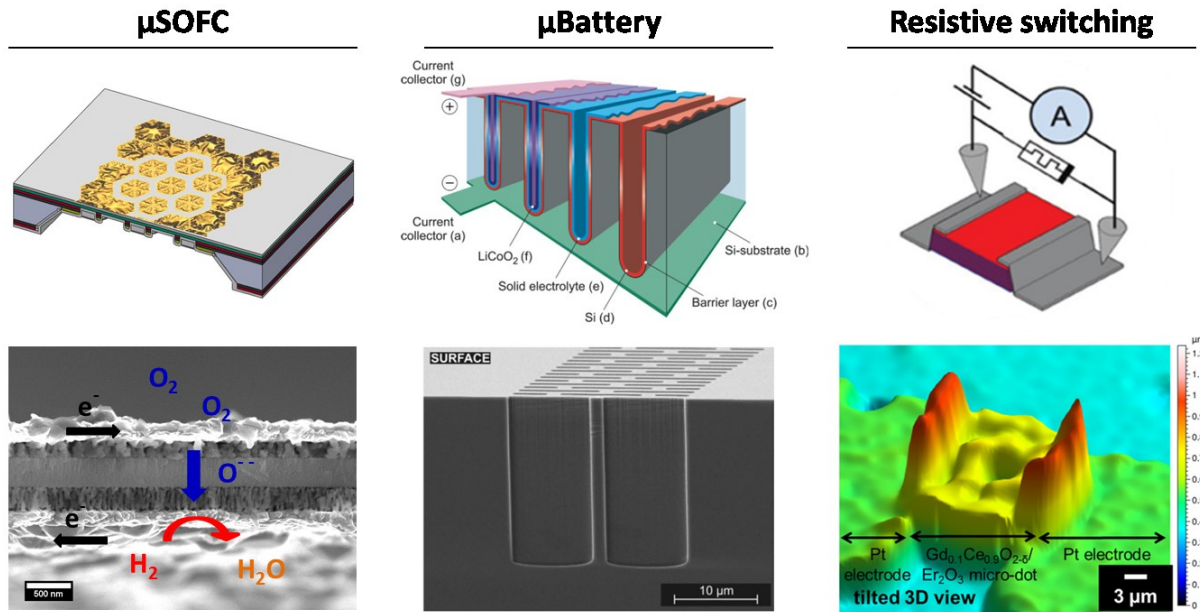 µSOFC
µBattery
Resistive switching
Current
collector (g)
+
−
Current
collector (a)
LiCoO₂ (f)
Solid electrolyte (e)
Si (d)
Barrier layer (c)
Si-substrate (b)
A
O₂
O₂
e⁻
O⁻⁻
e⁻
H₂
H₂O
500 nm
SURFACE
10 µm
Pt
electrode
Gd₀.₁Ce₀.₉O₂₋δ/
Er₂O₃ micro-dot
Pt electrode
tilted 3D view
3 µm